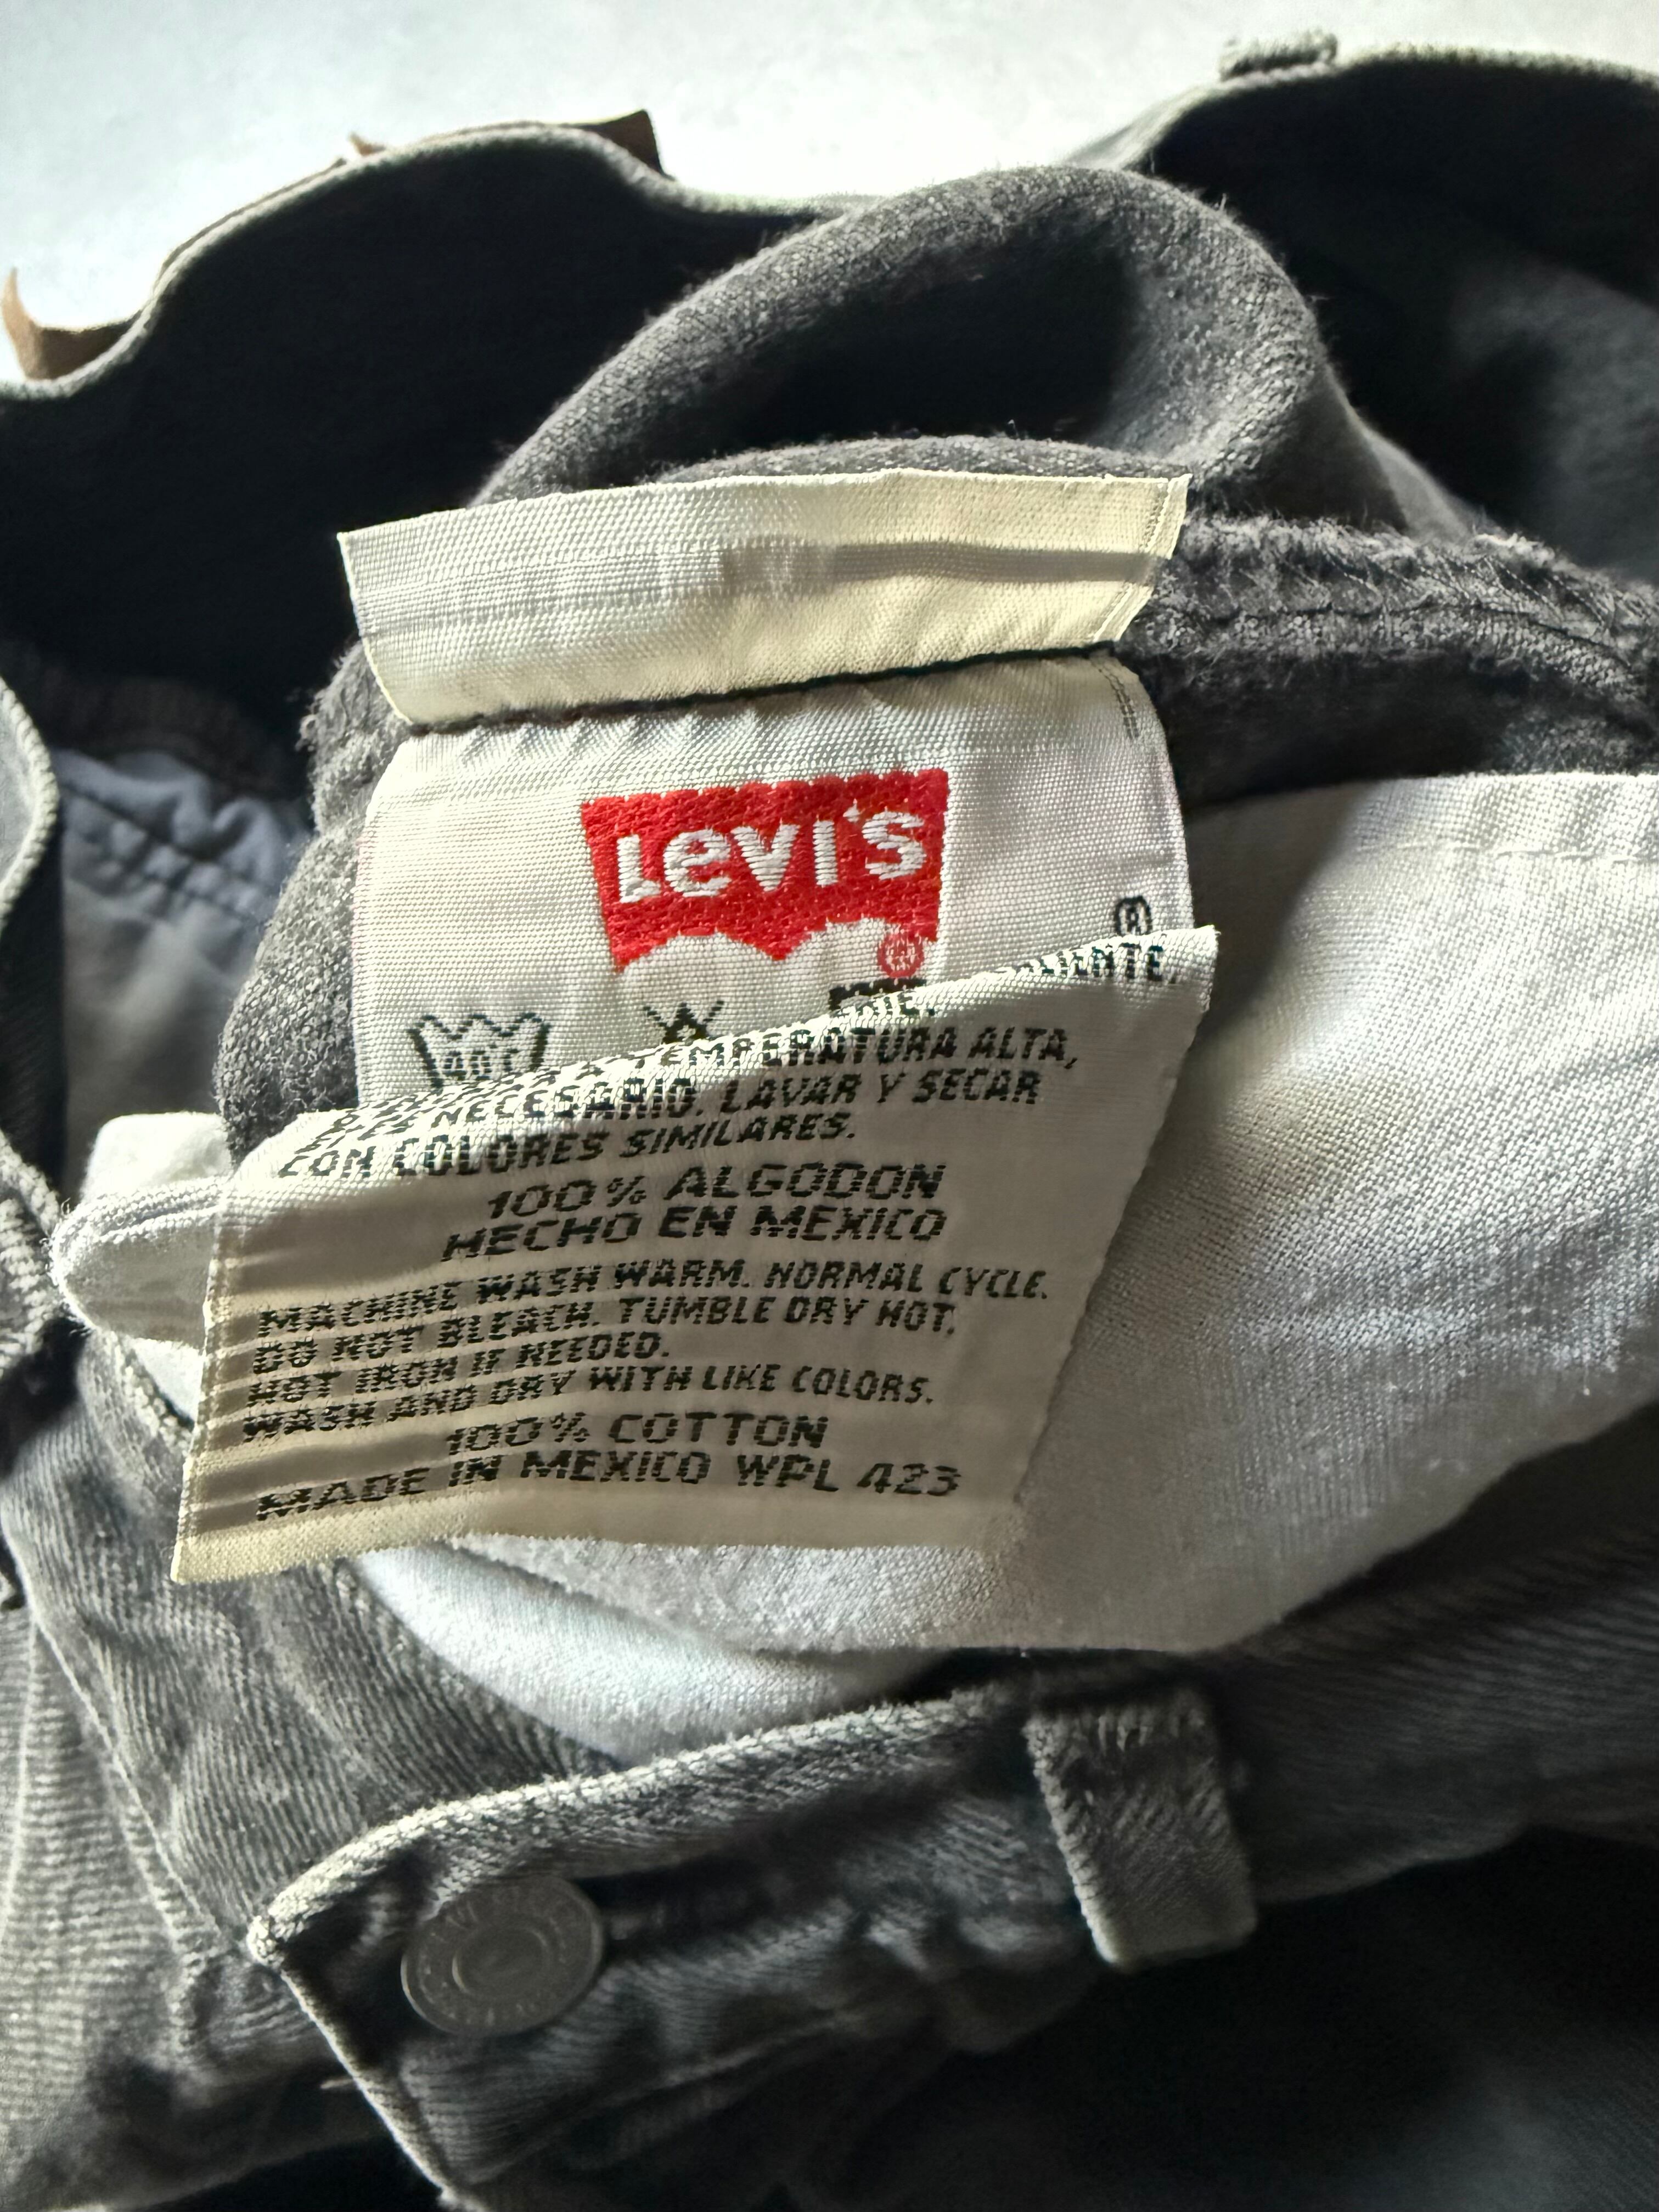 Levi's
®
40°C
TEMPERATURA ALTA,
NECESARIO. LAVAR Y SECAR
CON COLORES SIMILARES.
100% ALGODON
HECHO EN MEXICO
MACHINE WASH WARM. NORMAL CYCLE.
DO NOT BLEACH. TUMBLE DRY HOT,
HOT IRON IF NEEDED.
WASH AND DRY WITH LIKE COLORS.
100% COTTON
MADE IN MEXICO WPL 423